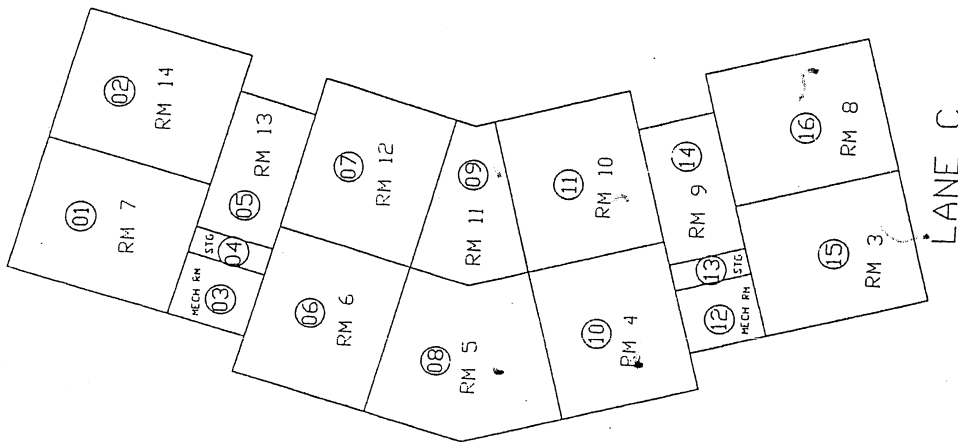 02
RM 14
01
RM 7
05
RM 13
STG
04
MECH RM
03
07
RM 12
06
RM 6
09
RM 11
08
RM 5
11
RM 10
10
RM 4
14
RM 9
13
STG
12
MECH RM
16
RM 8
15
RM 3
LANE C